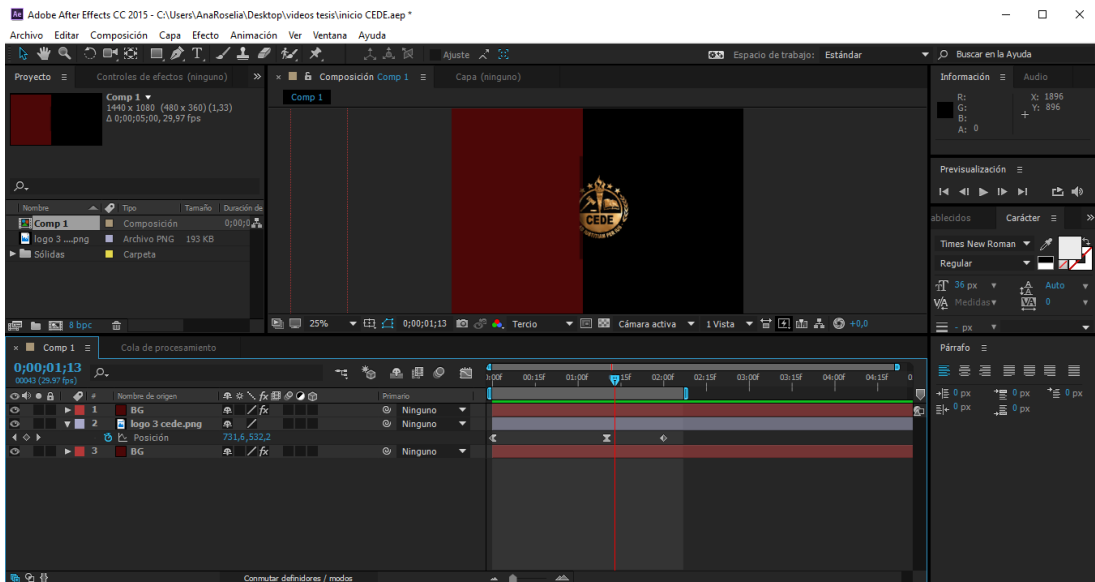 Adobe After Effects CC 2015 - C:\Users\AnaRoselia\Desktop\videos tesis\inicio CEDE.aep *
Archivo Editar Composición Capa Efecto Animación Ver Ventana Ayuda
Ajuste
Espacio de trabajo: Estándar
Buscar en la Ayuda
Proyecto
Controles de efectos (ninguno)
Composición Comp 1
Capa (ninguno)
Información
Audio
Comp 1
1440 x 1080 (480 x 360) (1,33)
Δ 0;00;05;00, 29,97 fps
Comp 1
R:
G:
B:
A: 0
X: 1896
Y: 896
Previsualización
Nombre Tipo Tamaño Duración de
Comp 1 Composición 0;00;0
logo 3 ....png Archivo PNG 193 KB
Sólidas Carpeta
CEDE
ablecidos
Carácter
Times New Roman
Regular
36 px Auto
Medidas 0
- px
8 bpc
25% 0;00;01;13 Tercio Cámara activa 1 Vista +0,0
Comp 1
Cola de procesamiento
Párrafo
0;00;01;13
00043 (29.97 fps)
00:15f 01:00f 15f 02:00f 02:15f 03:00f 03:15f 04:00f 04:15f 0
0 px 0 px 0 px
0 px 0 px
# Nombre de origen fx Primario
1 BG fx Ninguno
2 logo 3 cede.png Ninguno
Posición 731,6,532,2
3 BG fx Ninguno
Conmutar definidores / modos